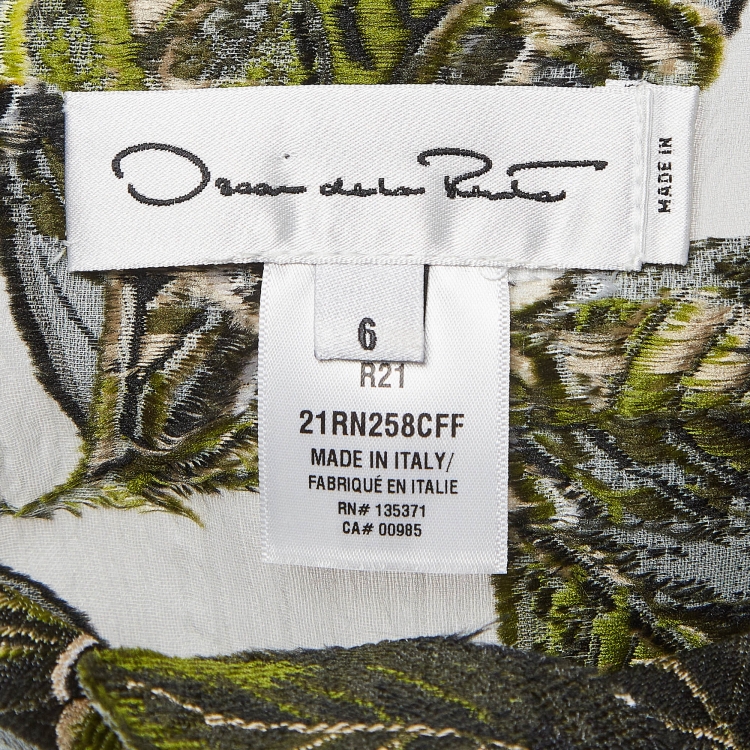 Oscar de la Renta
MADE IN
6
R21
21RN258CFF
MADE IN ITALY/
FABRIQUÉ EN ITALIE
RN# 135371
CA# 00985